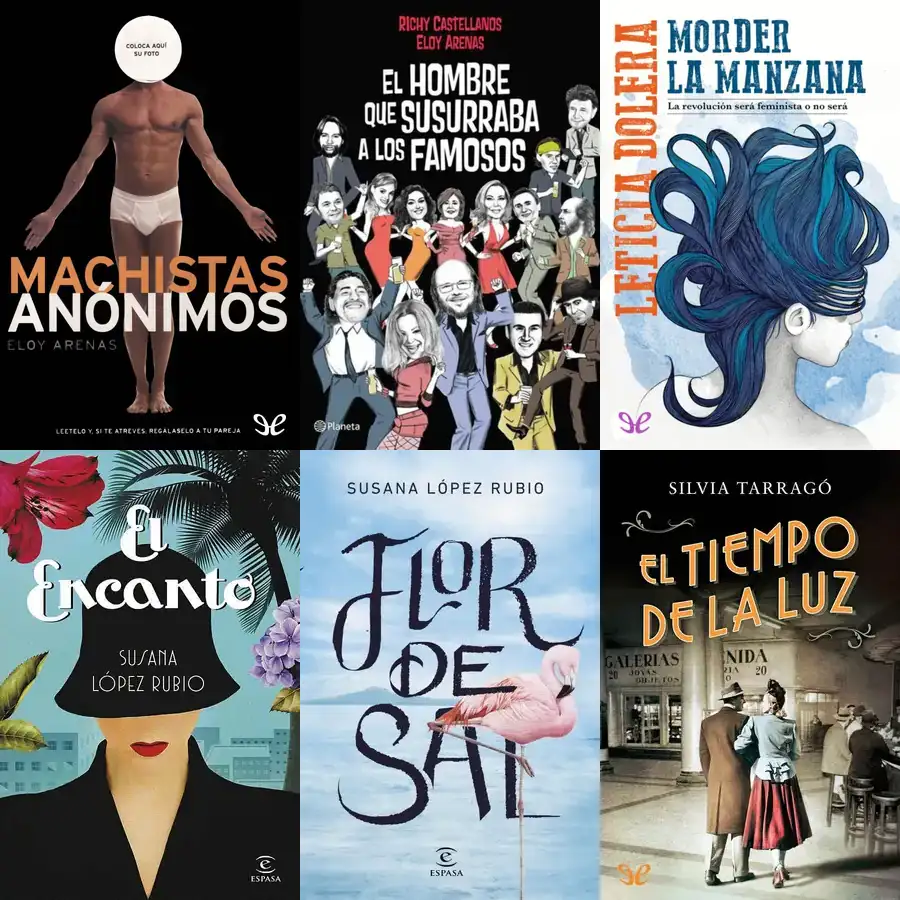 COLOCA AQUÍ
SU FOTO
MACHISTAS
ANÓNIMOS
ELOY ARENAS
LEETELO Y, SI TE ATREVES, REGÁLASELO A TU PAREJA
RICHY CASTELLANOS
ELOY ARENAS
EL HOMBRE
QUE SUSURRABA
A LOS FAMOSOS
Planeta
LETICIA DOLERA
MORDER
LA MANZANA
La revolución será feminista o no será
El
Encanto
SUSANA
LÓPEZ RUBIO
ESPASA
SUSANA LÓPEZ RUBIO
FLOR
DE
SAL
ESPASA
SILVIA TARRAGÓ
EL TIEMPO
DE LA LUZ
GALERIAS
NIDA
20 JOYAS
20